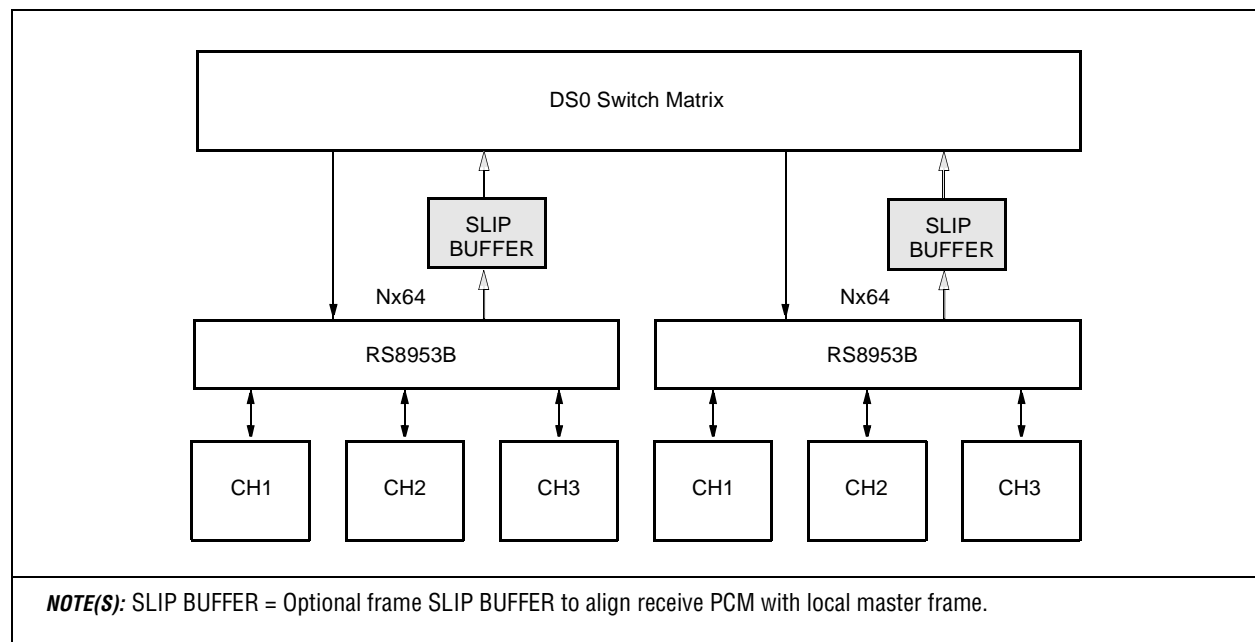 DS0 Switch Matrix
SLIP
BUFFER
SLIP
BUFFER
Nx64
Nx64
RS8953B
RS8953B
CH1
CH2
CH3
CH1
CH2
CH3
NOTE(S): SLIP BUFFER = Optional frame SLIP BUFFER to align receive PCM with local master frame.